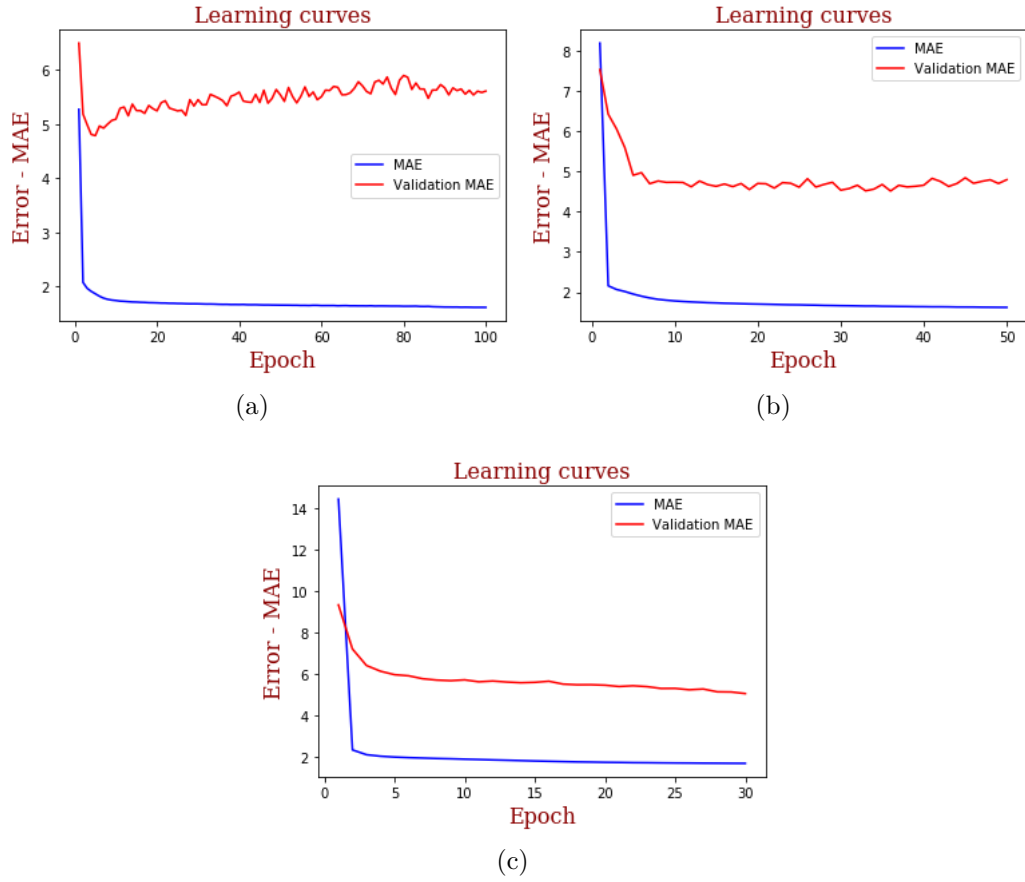 Learning curves
Error - MAE
6
5
4
3
2
MAE
Validation MAE
0
20
40
60
80
100
Epoch
(a)
Learning curves
Error - MAE
8
7
6
5
4
3
2
MAE
Validation MAE
0
10
20
30
40
50
Epoch
(b)
Learning curves
Error - MAE
14
12
10
8
6
4
2
MAE
Validation MAE
0
5
10
15
20
25
30
Epoch
(c)